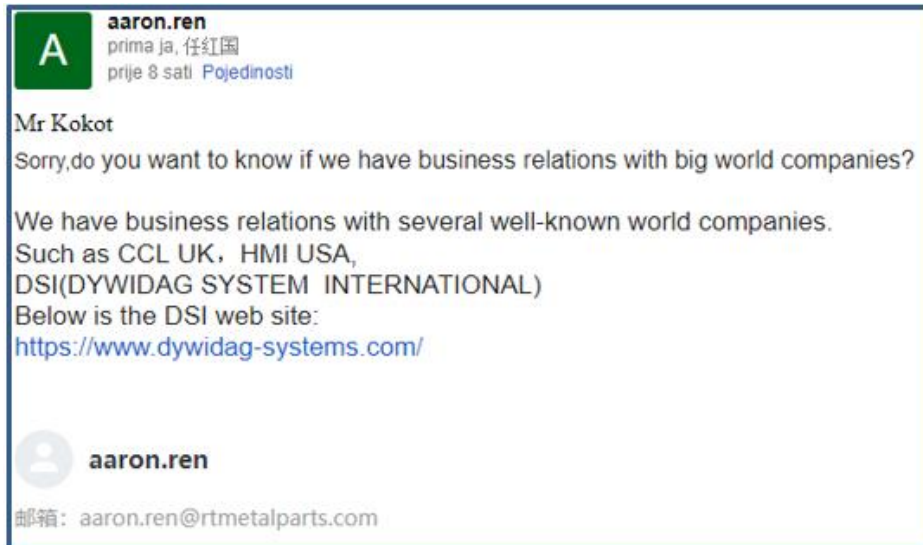 A
aaron.ren
prima ja, 任红国
prije 8 sati Pojedinosti
Mr Kokot
Sorry,do you want to know if we have business relations with big world companies?
We have business relations with several well-known world companies.
Such as CCL UK，HMI USA,
DSI(DYWIDAG SYSTEM INTERNATIONAL)
Below is the DSI web site:
https://www.dywidag-systems.com/
aaron.ren
邮箱：aaron.ren@rtmetalparts.com